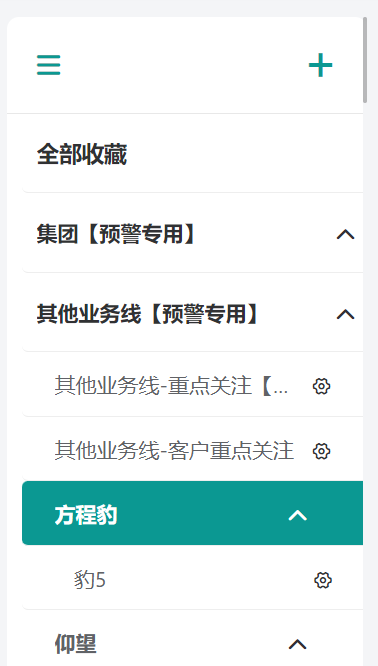 全部收藏
集团【预警专用】
其他业务线【预警专用】
其他业务线-重点关注【...
其他业务线-客户重点关注
方程豹
豹5
仰望